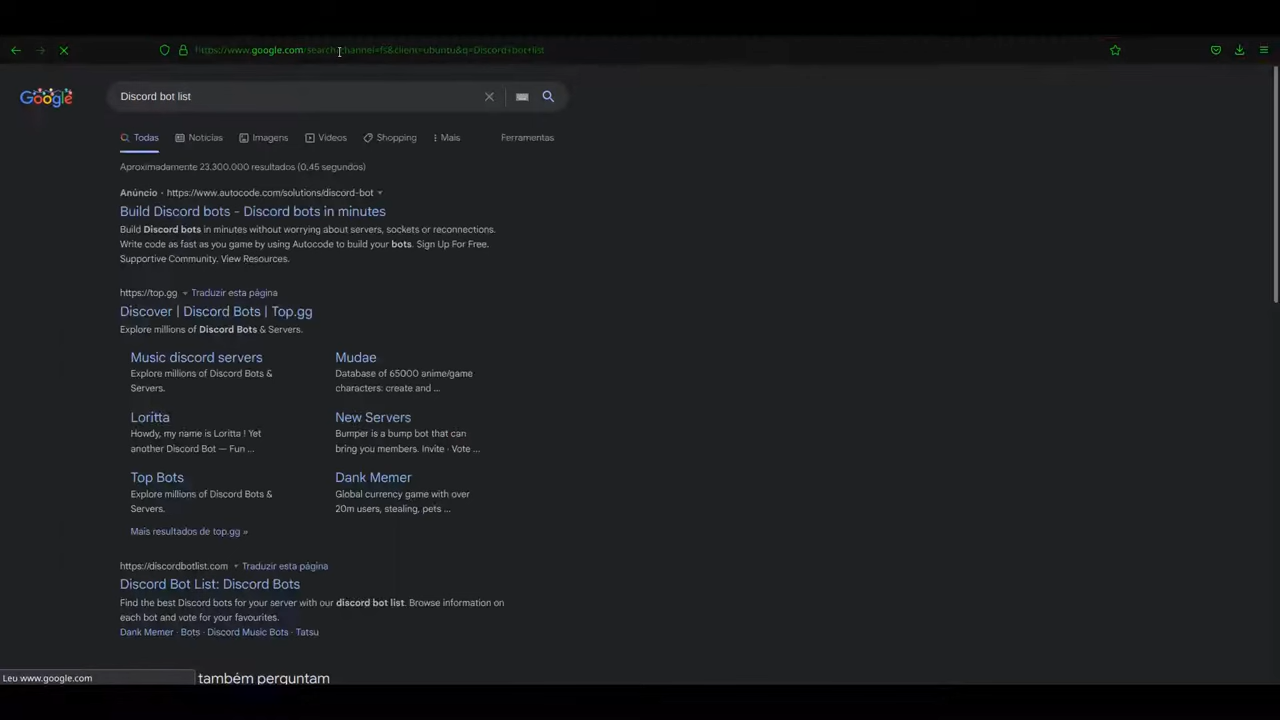 https://www.google.com/search?channel=fs&client=ubuntu&q=Discord+bot+list
Google
Discord bot list
Todas
Notícias
Imagens
Vídeos
Shopping
Mais
Ferramentas
Aproximadamente 23.300.000 resultados (0,45 segundos)
Anúncio · https://www.autocode.com/solutions/discord-bot
Build Discord bots - Discord bots in minutes
Build Discord bots in minutes without worrying about servers, sockets or reconnections.
Write code as fast as you game by using Autocode to build your bots. Sign Up For Free.
Supportive Community. View Resources.
https://top.gg Traduzir esta página
Discover | Discord Bots | Top.gg
Explore millions of Discord Bots & Servers.
Music discord servers
Explore millions of Discord Bots &
Servers.
Mudae
Database of 65000 anime/game
characters: create and ...
Loritta
Howdy, my name is Loritta ! Yet
another Discord Bot — Fun ...
New Servers
Bumper is a bump bot that can
bring you members. Invite · Vote ...
Top Bots
Explore millions of Discord Bots &
Servers.
Dank Memer
Global currency game with over
20m users, stealing, pets ...
Mais resultados de top.gg »
https://discordbotlist.com Traduzir esta página
Discord Bot List: Discord Bots
Find the best Discord bots for your server with our discord bot list. Browse information on
each bot and vote for your favourites.
Dank Memer · Bots · Discord Music Bots · Tatsu
também perguntam
Leu www.google.com